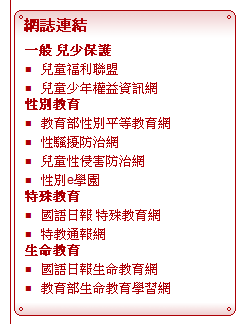 網誌連結
一般 兒少保護
兒童福利聯盟
兒童少年權益資訊網
性別教育
教育部性別平等教育網
性騷擾防治網
兒童性侵害防治網
性別e學園
特殊教育
國語日報 特殊教育網
特教通報網
生命教育
國語日報生命教育網
教育部生命教育學習網